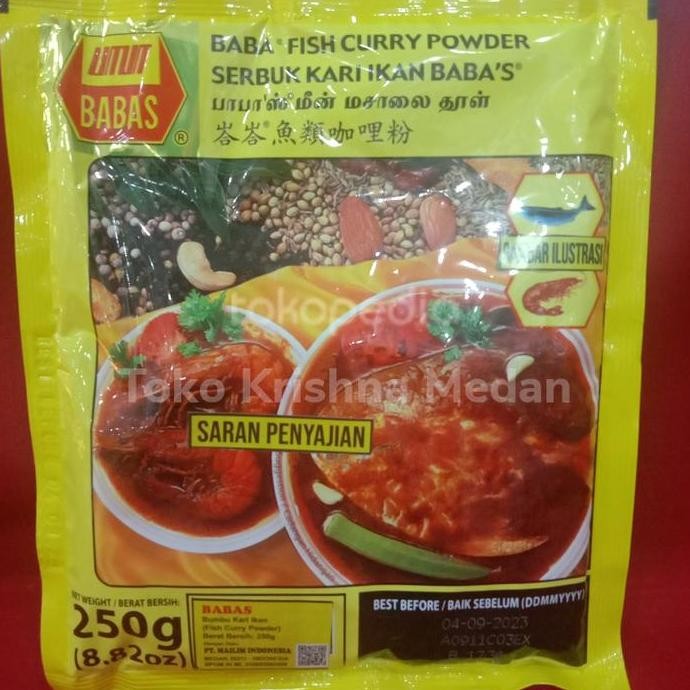 பாபா
BABAS
®
BABA'S® FISH CURRY POWDER
SERBUK KARI IKAN BABA'S®
பாபா'ஸ்® மீன் மசாலை தூள்
峇峇®魚類咖哩粉
GAMBAR ILUSTRASI
tokopedia
Toko Krishna Medan
SARAN PENYAJIAN
NET WEIGHT / BERAT BERSIH:
250g
(8.82oz)
BABAS
Bumbu Kari Ikan
(Fish Curry Powder)
Berat Bersih: 250g
PT. MAILIM INDONESIA
BEST BEFORE / BAIK SEBELUM (DDMMYYYY)
04-09-2023
A0911C03EX